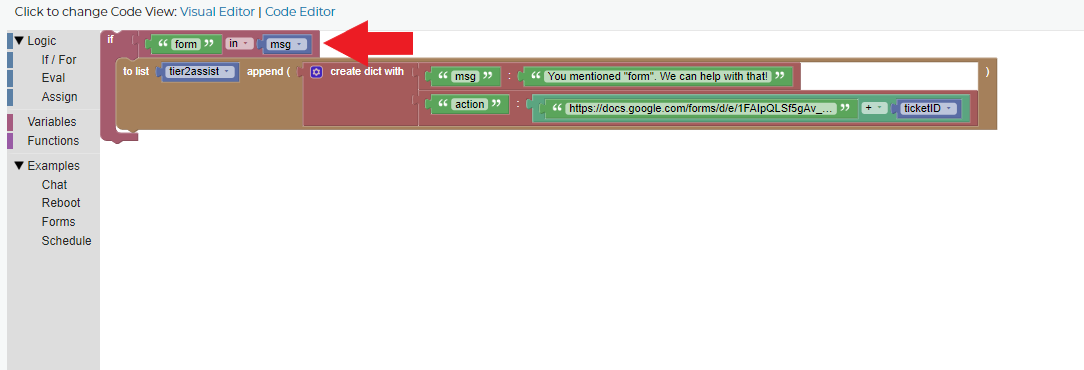 Click to change Code View: Visual Editor | Code Editor
▼ Logic
If / For
Eval
Assign
Variables
Functions
▼ Examples
Chat
Reboot
Forms
Schedule
if “ form ” in msg
to list tier2assist append ( create dict with “ msg ” : “ You mentioned "form". We can help with that! ” )
“ action ” : “ https://docs.google.com/forms/d/e/1FAIpQLSf5gAv_... ” + ticketID